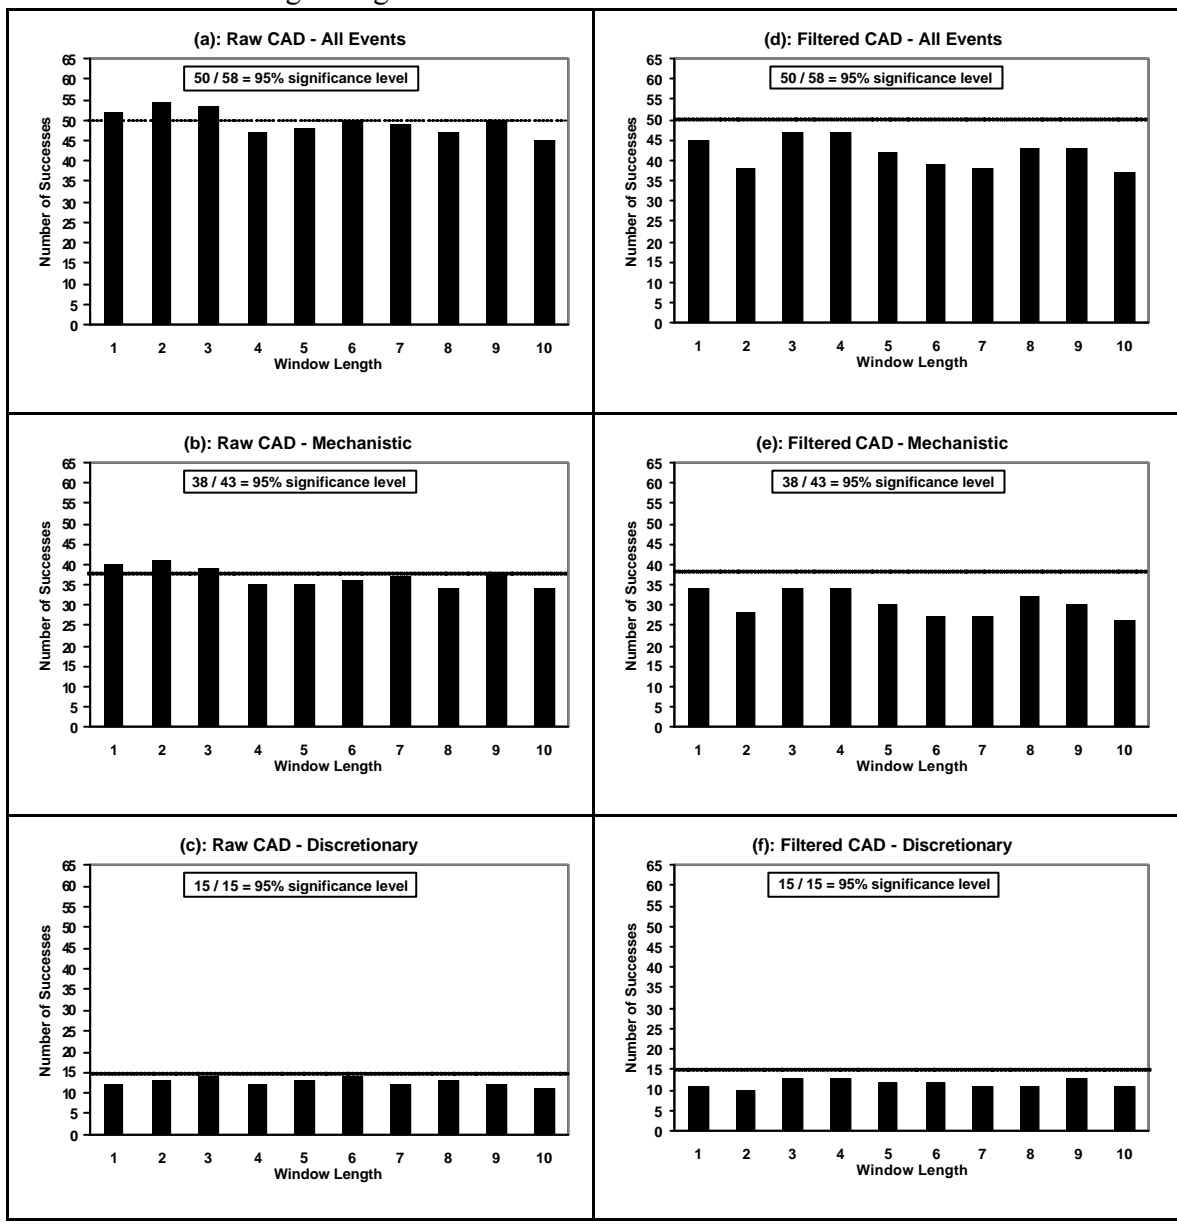 (a): Raw CAD - All Events
50 / 58 = 95% significance level
Number of Successes
65
60
55
50
45
40
35
30
25
20
15
10
5
0
1 2 3 4 5 6 7 8 9 10
Window Length
(d): Filtered CAD - All Events
50 / 58 = 95% significance level
Number of Successes
65
60
55
50
45
40
35
30
25
20
15
10
5
0
1 2 3 4 5 6 7 8 9 10
Window Length
(b): Raw CAD - Mechanistic
38 / 43 = 95% significance level
Number of Successes
65
60
55
50
45
40
35
30
25
20
15
10
5
0
1 2 3 4 5 6 7 8 9 10
Window Length
(e): Filtered CAD - Mechanistic
38 / 43 = 95% significance level
Number of Successes
65
60
55
50
45
40
35
30
25
20
15
10
5
0
1 2 3 4 5 6 7 8 9 10
Window Length
(c): Raw CAD - Discretionary
15 / 15 = 95% significance level
Number of Successes
65
60
55
50
45
40
35
30
25
20
15
10
5
0
1 2 3 4 5 6 7 8 9 10
Window Length
(f): Filtered CAD - Discretionary
15 / 15 = 95% significance level
Number of Successes
65
60
55
50
45
40
35
30
25
20
15
10
5
0
1 2 3 4 5 6 7 8 9 10
Window Length